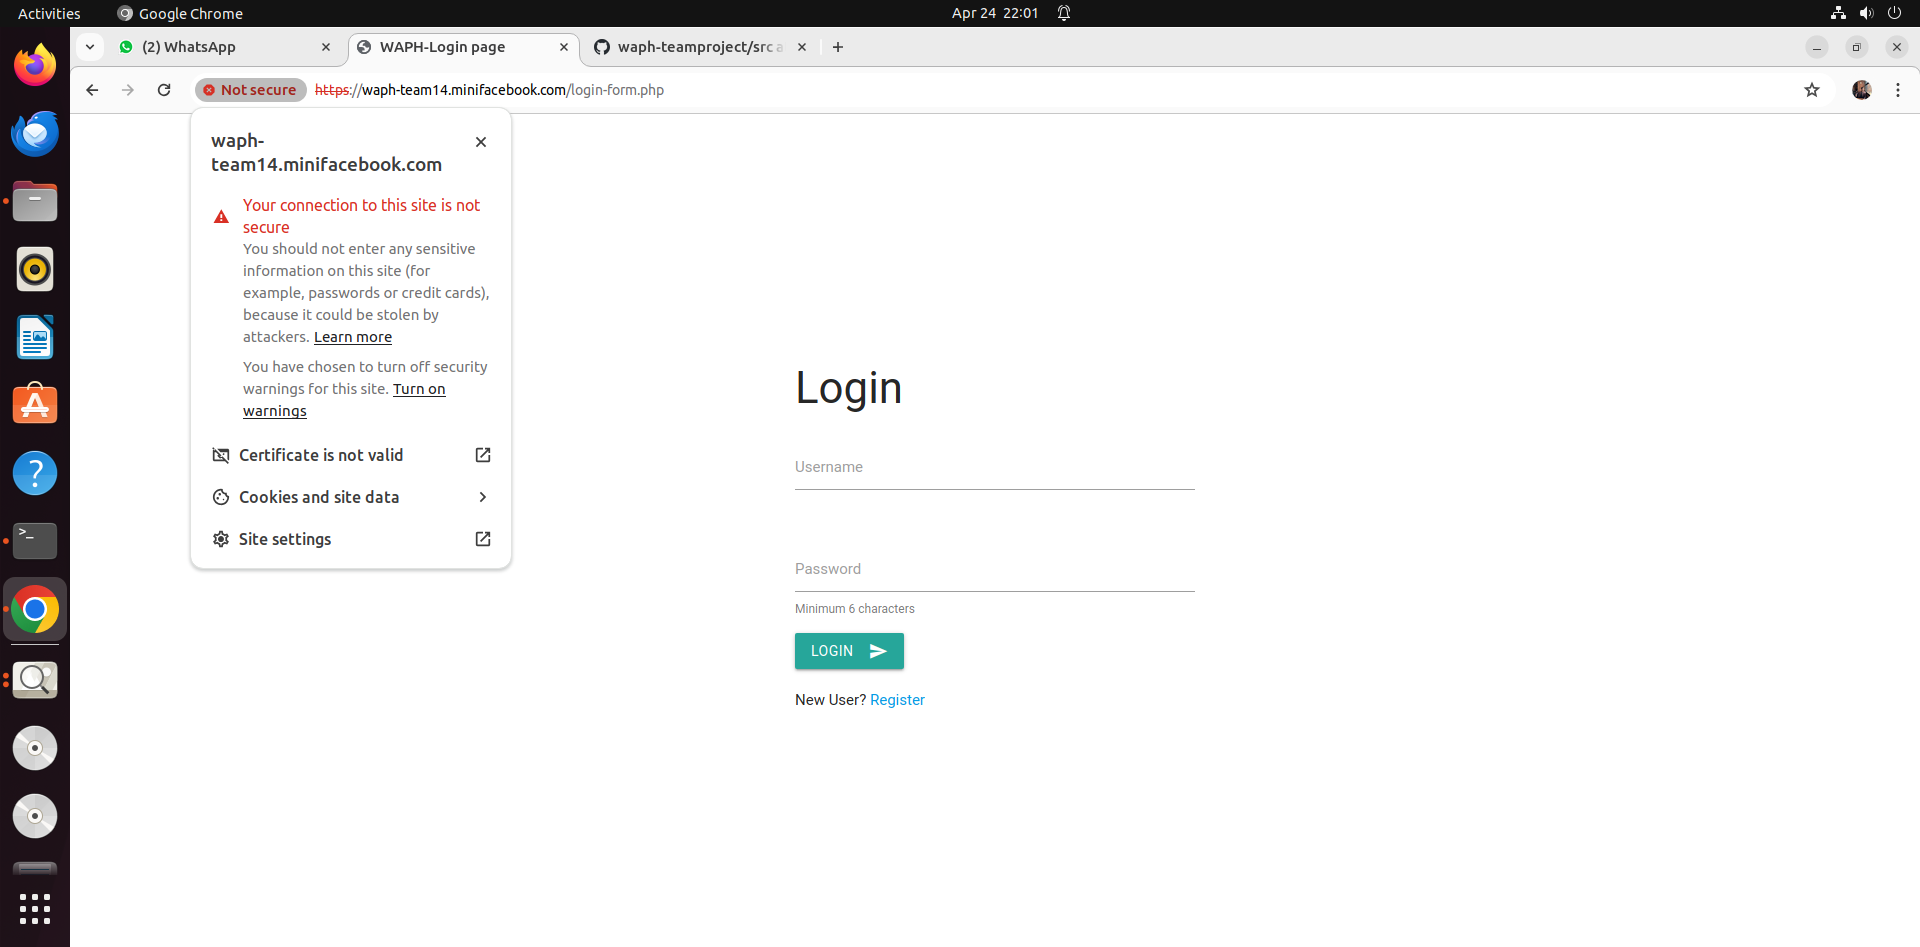 Activities
Google Chrome
Apr 24 22:01
(2) WhatsApp
WAPH-Login page
waph-teamproject/src a
Not secure
https://waph-team14.minifacebook.com/login-form.php
waph-
team14.minifacebook.com
Your connection to this site is not
secure
You should not enter any sensitive
information on this site (for
example, passwords or credit cards),
because it could be stolen by
attackers. Learn more
You have chosen to turn off security
warnings for this site. Turn on
warnings
Certificate is not valid
Cookies and site data
Site settings
Login
Username
Password
Minimum 6 characters
LOGIN
New User? Register